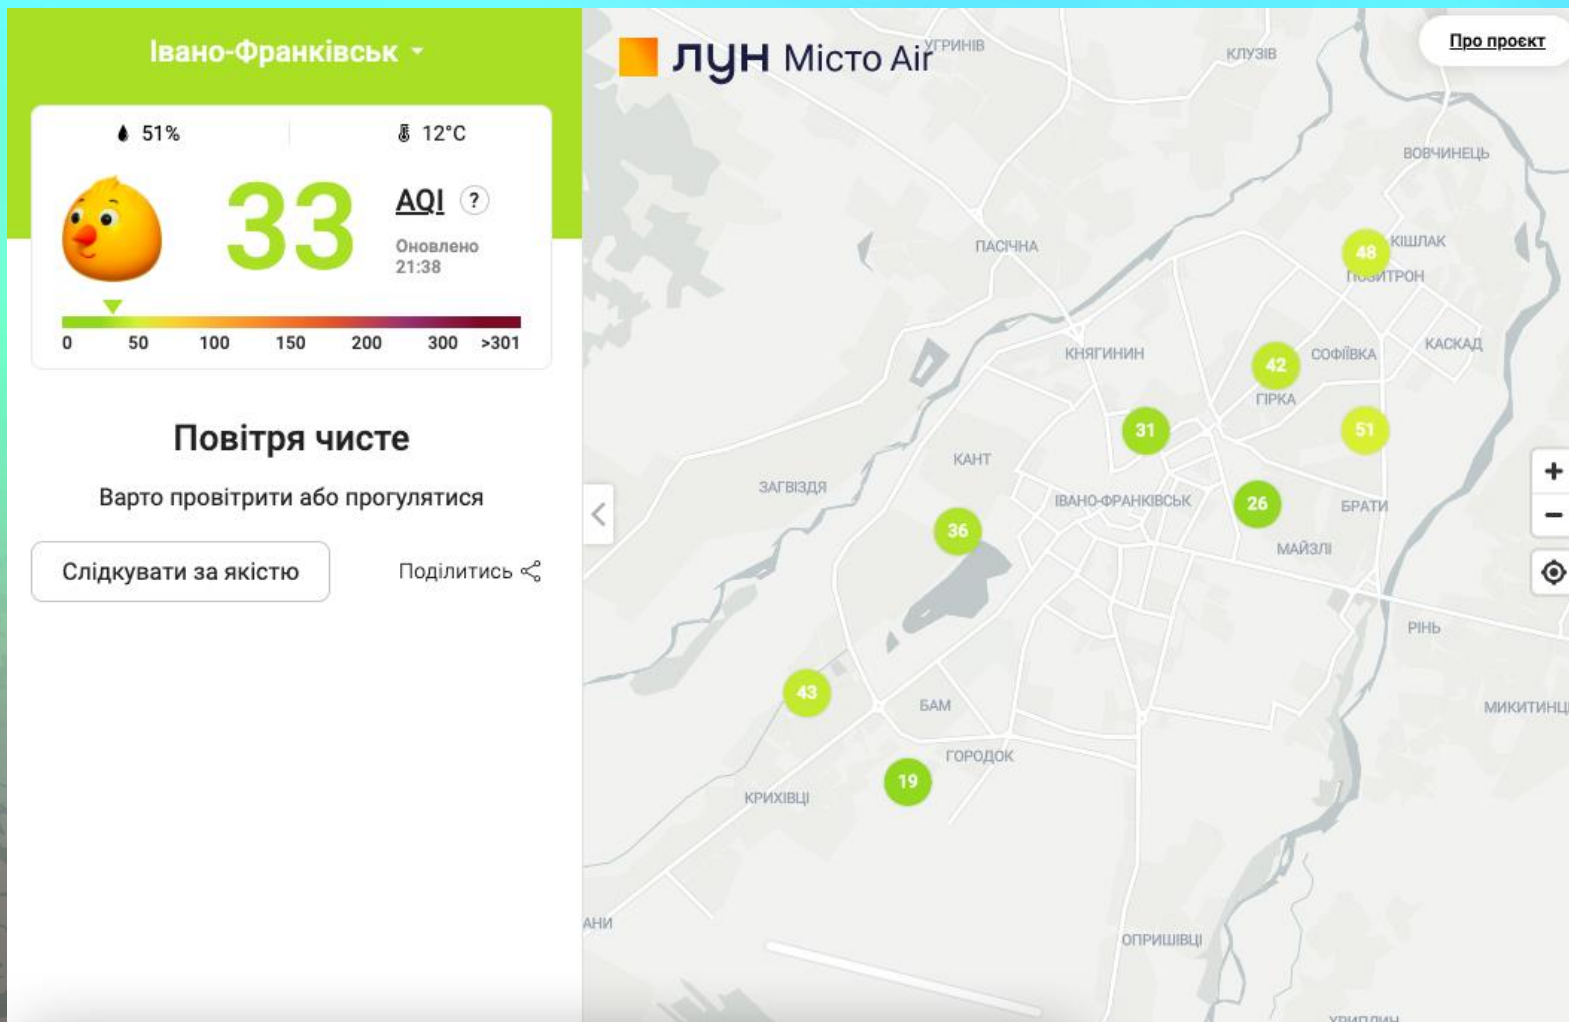 Івано-Франківськ
51%
12°C
33
AQI ?
Оновлено
21:38
0 50 100 150 200 300 >301
Повітря чисте
Варто провітрити або прогулятися
Слідкувати за якістю
Поділитись
лун Місто Air
Про проєкт
УГРИНІВ
КЛУЗІВ
ВОВЧИНЕЦЬ
ПАСІЧНА
КІШЛАК
48
ПОЗИТРОН
КНЯГИНИН
СОФІЇВКА
КАСКАД
42
ГІРКА
31
51
КАНТ
ЗАГВІЗДЯ
ІВАНО-ФРАНКІВСЬК
26
БРАТИ
36
МАЙЗЛІ
РІНЬ
43
БАМ
МИКИТИНЦ
ГОРОДОК
19
КРИХІВЦІ
АНИ
ОПРИШІВЦІ
+
−